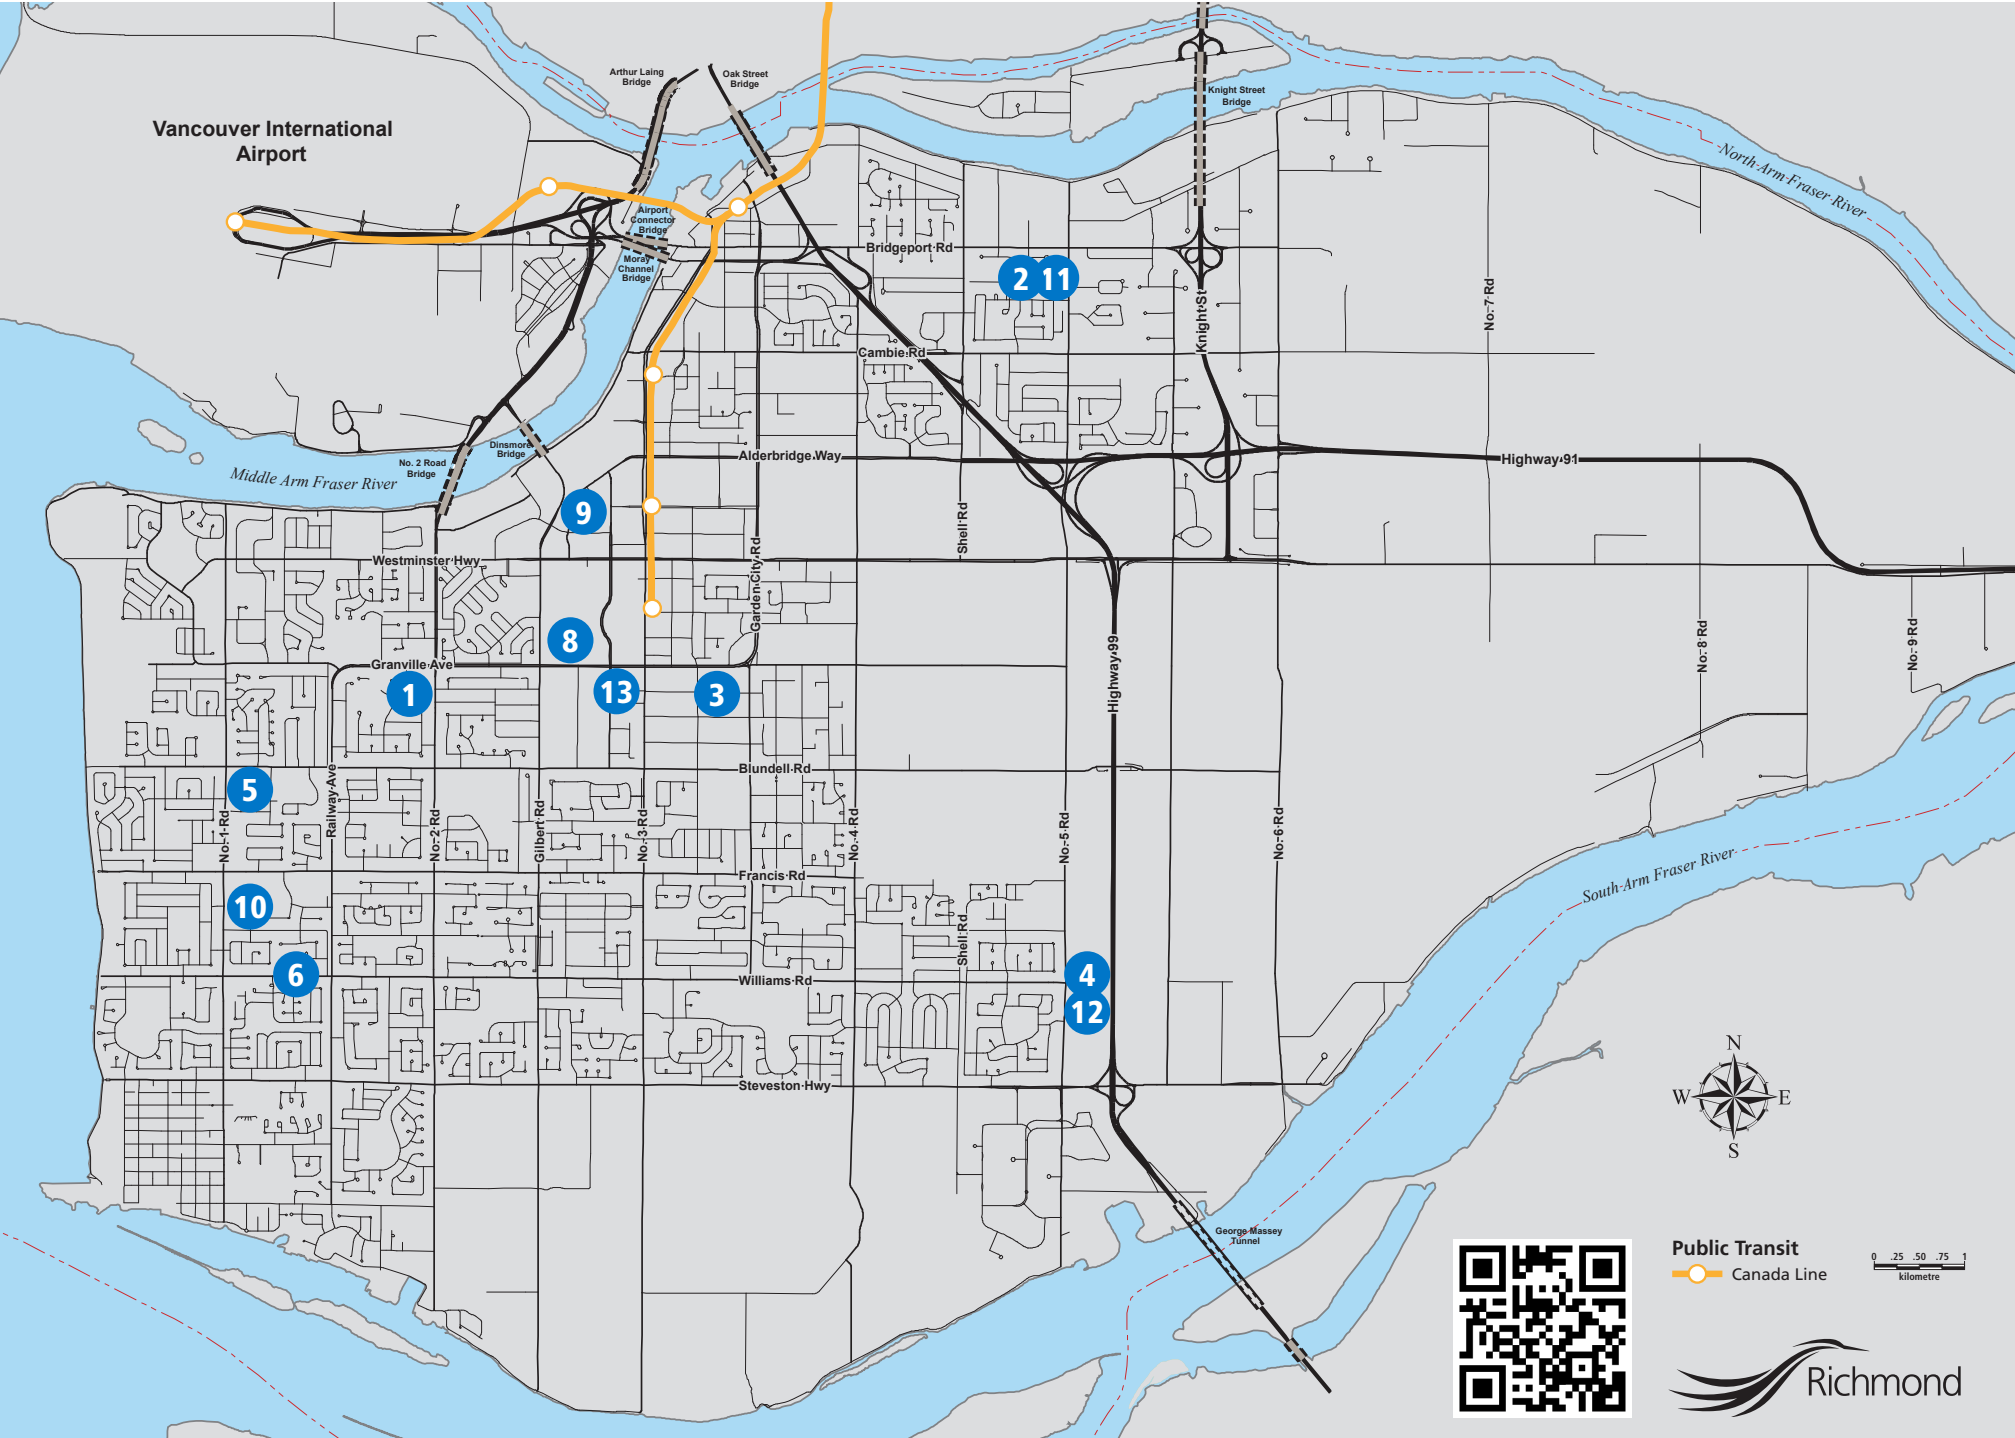 Arthur Laing
Bridge
Oak Street
Bridge
Knight Street
Bridge
Vancouver International
Airport
North Arm Fraser River
Airport
Connector
Bridge
Moray
Channel
Bridge
Bridgeport Rd
2
11
Knight St
No. 7 Rd
Cambie Rd
No. 2 Road
Bridge
Dinsmore
Bridge
Alderbridge Way
Highway 91
Middle Arm Fraser River
9
Shell Rd
Westminster Hwy
Garden City Rd
8
Granville Ave
Highway 99
No. 8 Rd
No. 9 Rd
1
13
3
Blundell Rd
5
No. 1 Rd
Railway Ave
No. 2 Rd
Gilbert Rd
No. 3 Rd
No. 4 Rd
No. 5 Rd
No. 6 Rd
Francis Rd
South Arm Fraser River
10
Shell Rd
6
Williams Rd
4
12
Steveston Hwy
N
W
E
S
George Massey
Tunnel
Public Transit
Canada Line
0 .25 .50 .75 1
kilometre
Richmond